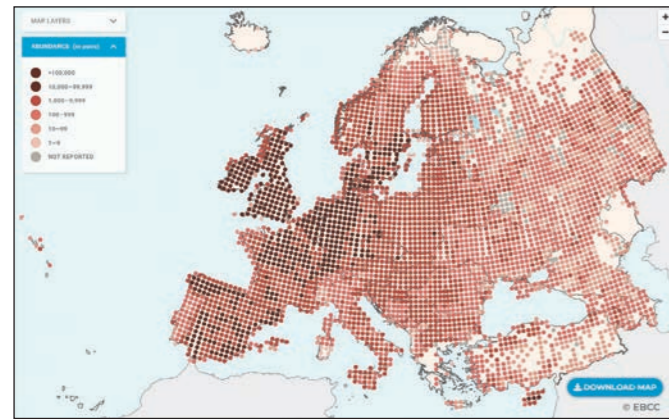 MAP LAYERS
ABUNDANCE (in pairs)
>100,000
10,000–99,999
1,000–9,999
100–999
10–99
1–9
NOT REPORTED
+
−
DOWNLOAD MAP
© EBCC